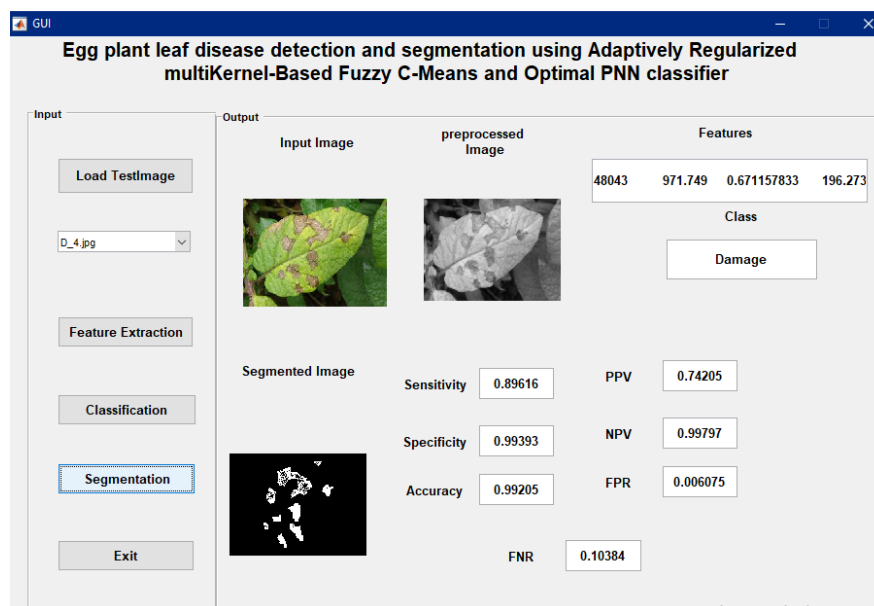 GUI
Egg plant leaf disease detection and segmentation using Adaptively Regularized
multiKernel-Based Fuzzy C-Means and Optimal PNN classifier
Input
Load TestImage
D_4.jpg
Feature Extraction
Classification
Segmentation
Exit
Output
Input Image
preprocessed
Image
Features
48043 971.749 0.671157833 196.273
Class
Damage
Segmented Image
Sensitivity 0.89616
PPV 0.74205
Specificity 0.99393
NPV 0.99797
Accuracy 0.99205
FPR 0.006075
FNR 0.10384